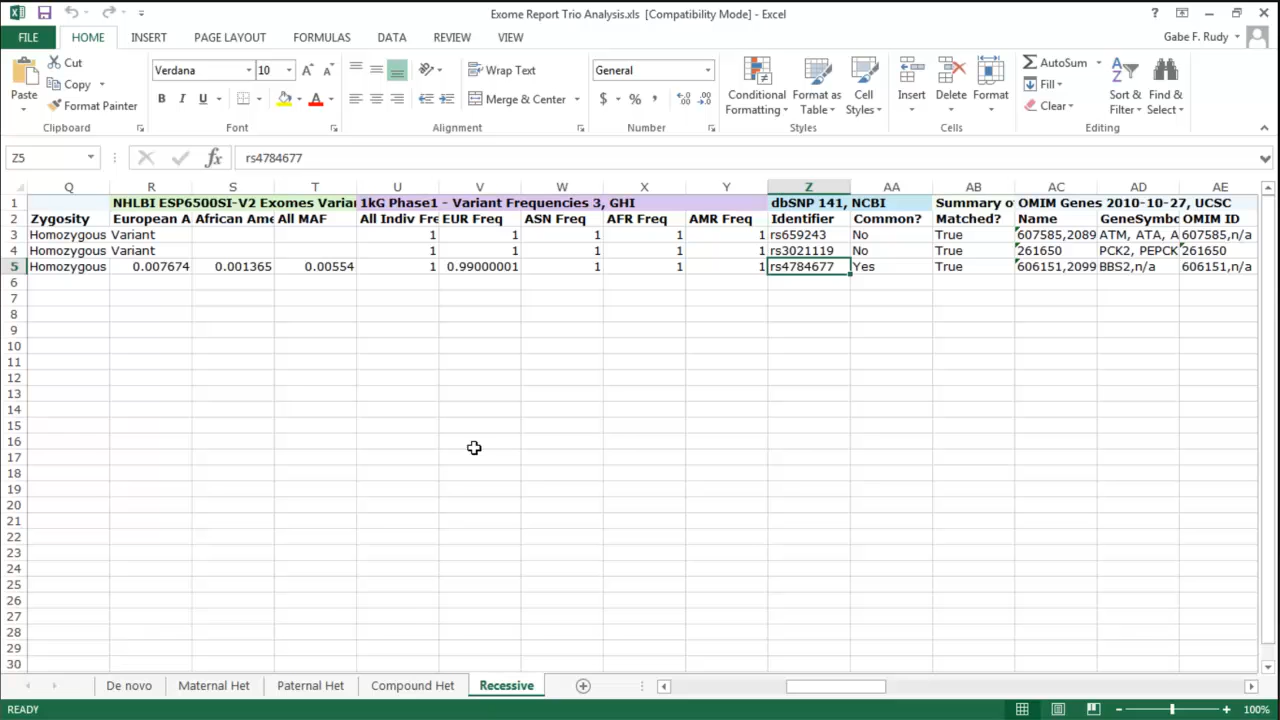 Exome Report Trio Analysis.xls [Compatibility Mode] - Excel
FILE HOME INSERT PAGE LAYOUT FORMULAS DATA REVIEW VIEW Gabe F. Rudy
Paste
Cut
Copy
Format Painter
Clipboard
Verdana 10
B I U
Font
Wrap Text
Merge & Center
Alignment
General
$ % ,
Number
Conditional Formatting
Format as Table
Cell Styles
Styles
Insert Delete Format
Cells
AutoSum
Fill
Clear
Sort & Filter
Find & Select
Editing
Z5 fx rs4784677
Q R S T U V W X Y Z AA AB AC AD AE
1 NHLBI ESP6500SI-V2 Exomes Varian 1kG Phase1 - Variant Frequencies 3, GHI dbSNP 141, NCBI Summary o OMIM Genes 2010-10-27, UCSC
2 Zygosity European A African Ame All MAF All Indiv Fre EUR Freq ASN Freq AFR Freq AMR Freq Identifier Common? Matched? Name GeneSymbo OMIM ID
3 Homozygous Variant 1 1 1 1 1 rs659243 No True 607585,2089 ATM, ATA, A 607585,n/a
4 Homozygous Variant 1 1 1 1 1 rs3021119 No True 261650 PCK2, PEPCK 261650
5 Homozygous 0.007674 0.001365 0.00554 1 0.99000001 1 1 1 rs4784677 Yes True 606151,2099 BBS2,n/a 606151,n/a
6
7
8
9
10
11
12
13
14
15
16
17
18
19
20
21
22
23
24
25
26
27
28
29
30
De novo Maternal Het Paternal Het Compound Het Recessive
READY 100%